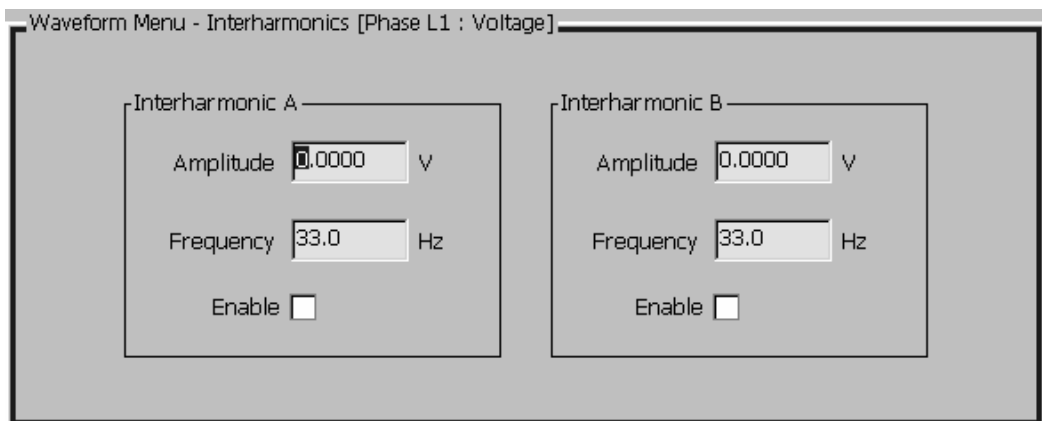 Waveform Menu - Interharmonics [Phase L1 : Voltage]
Interharmonic A
Amplitude 0.0000 V
Frequency 33.0 Hz
Enable
Interharmonic B
Amplitude 0.0000 V
Frequency 33.0 Hz
Enable